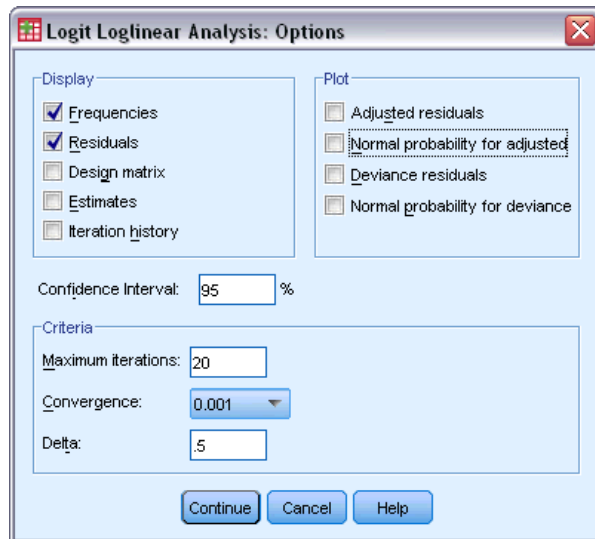 Logit Loglinear Analysis: Options
Display
Frequencies
Residuals
Design matrix
Estimates
Iteration history
Plot
Adjusted residuals
Normal probability for adjusted
Deviance residuals
Normal probability for deviance
Confidence Interval: 95 %
Criteria
Maximum iterations: 20
Convergence: 0.001
Delta: .5
Continue Cancel Help